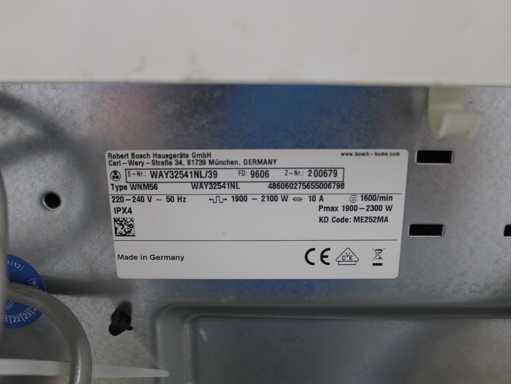 Robert Bosch Hausgeräte GmbH
Carl-Wery-Straße 34, 81739 München, GERMANY
www.bosch-home.com
E-Nr.: WAY32541NL/39 FD: 9606 Z-Nr.: 200679
Type WNM56 WAY32541NL 486060275655006798
220-240 V ~ 50 Hz 1900 - 2100 W 10 A 1600/min
IPX4 Pmax 1900-2300 W
KD Code: ME252MA
Made in Germany CE